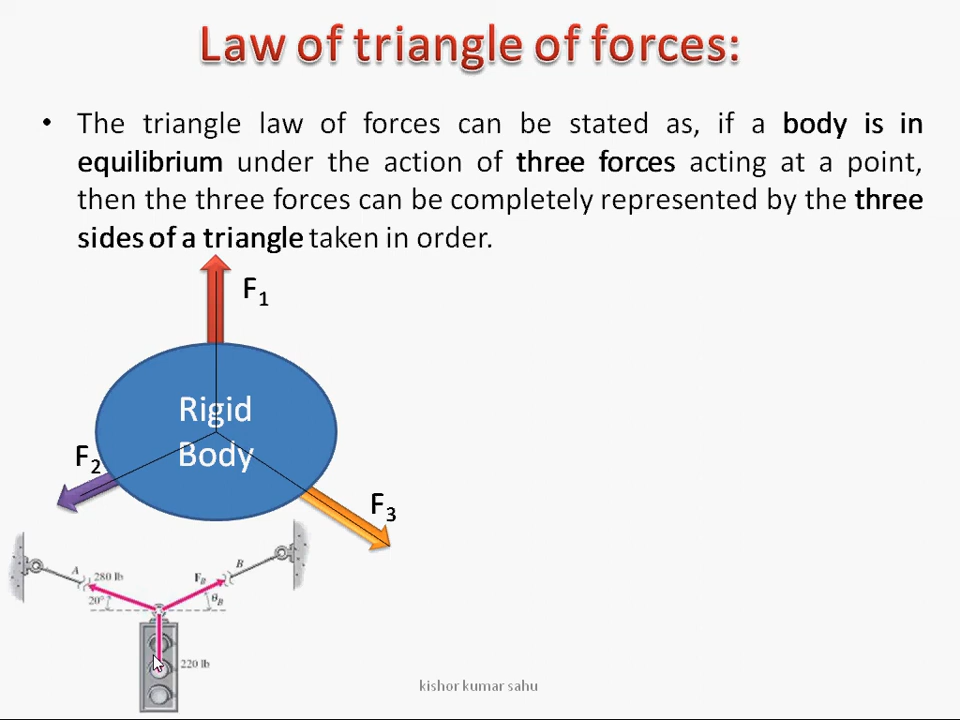 Law of triangle of forces:
• The triangle law of forces can be stated as, if a body is in
equilibrium under the action of three forces acting at a point,
then the three forces can be completely represented by the three
sides of a triangle taken in order.
F1
Rigid
Body
F2
F3
A
280 lb
20°
FB
B
θB
220 lb
kishor kumar sahu